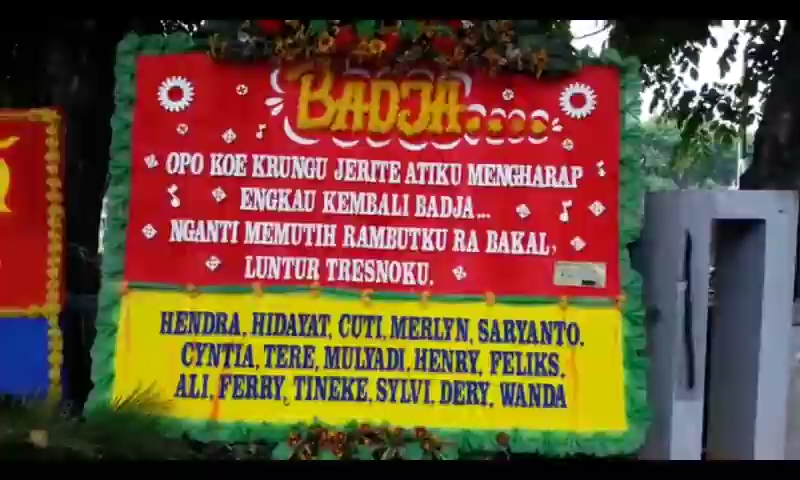 BADJA....
OPO KOE KRUNGU JERITE ATIKU MENGHARAP
ENGKAU KEMBALI BADJA...
NGANTI MEMUTIH RAMBUTKU RA BAKAL,
LUNTUR TRESNOKU.
HENDRA, HIDAYAT, CUTI, MERLYN, SARYANTO,
CYNTIA, TERE, MULYADI, HENRY, FELIKS,
ALI, FERRY, TINEKE, SYLVI, DERY, WANDA